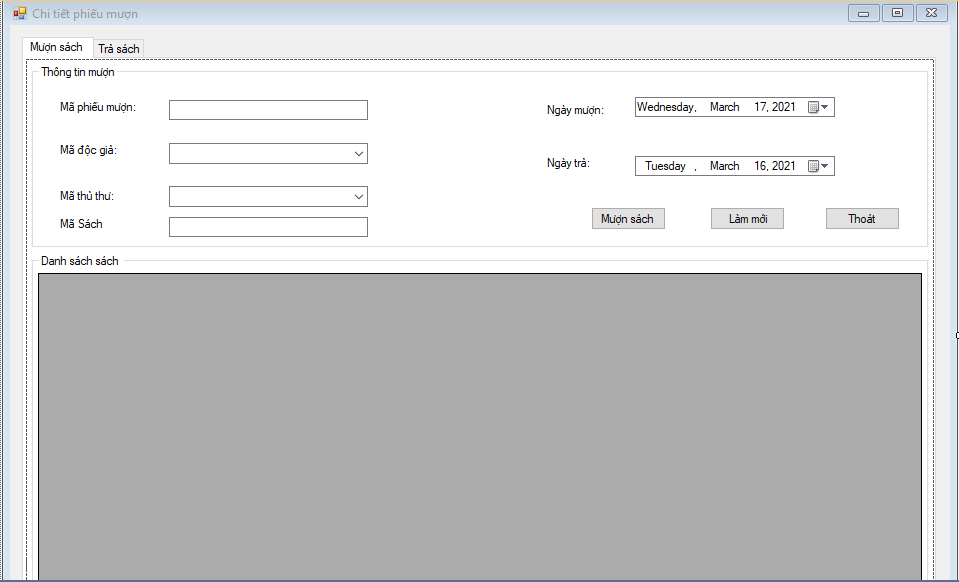 Chi tiết phiếu mượn
Mượn sách
Trả sách
Thông tin mượn
Mã phiếu mượn:
Ngày mượn:
Wednesday, March 17, 2021
Mã độc giả:
Ngày trả:
Tuesday , March 16, 2021
Mã thủ thư:
Mã Sách
Mượn sách
Làm mới
Thoát
Danh sách sách